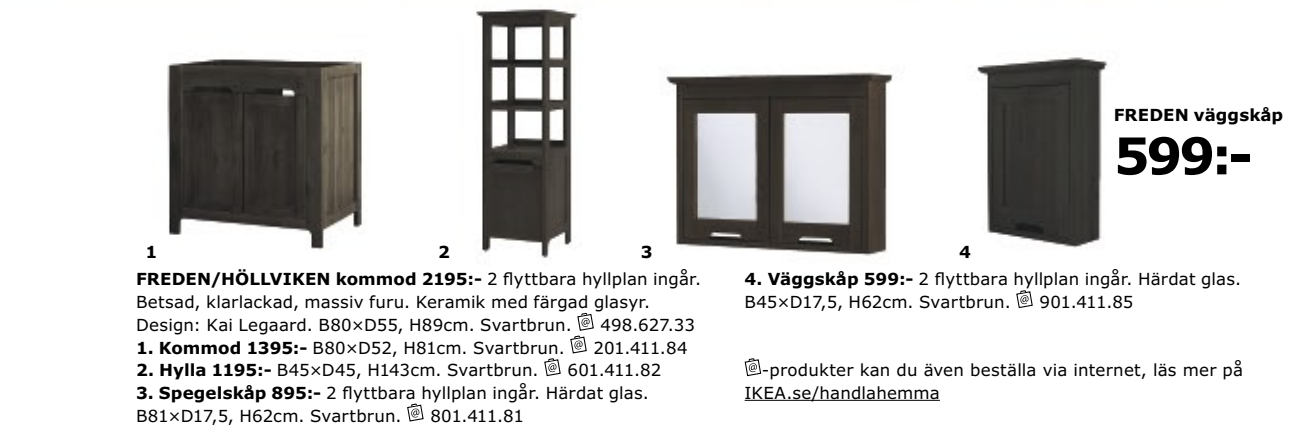 FREDEN väggskåp
599:-
1
2
3
4
FREDEN/HÖLLVIKEN kommod 2195:- 2 flyttbara hyllplan ingår.
Betsad, klarlackad, massiv furu. Keramik med färgad glasyr.
Design: Kai Legaard. B80×D55, H89cm. Svartbrun. @ 498.627.33
1. Kommod 1395:- B80×D52, H81cm. Svartbrun. @ 201.411.84
2. Hylla 1195:- B45×D45, H143cm. Svartbrun. @ 601.411.82
3. Spegelskåp 895:- 2 flyttbara hyllplan ingår. Härdat glas.
B81×D17,5, H62cm. Svartbrun. @ 801.411.81
4. Väggskåp 599:- 2 flyttbara hyllplan ingår. Härdat glas.
B45×D17,5, H62cm. Svartbrun. @ 901.411.85
@-produkter kan du även beställa via internet, läs mer på
IKEA.se/handlahemma